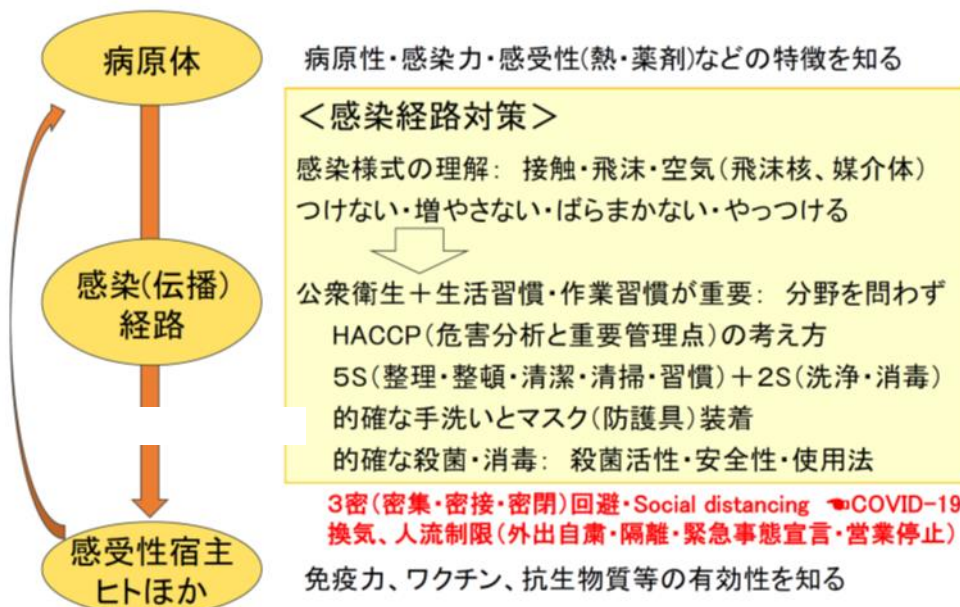 病原体
病原性・感染力・感受性(熱・薬剤)などの特徴を知る
＜感染経路対策＞
感染様式の理解： 接触・飛沫・空気(飛沫核、媒介体)
つけない・増やさない・ばらまかない・やっつける
感染(伝播)
経路
公衆衛生＋生活習慣・作業習慣が重要： 分野を問わず
HACCP(危害分析と重要管理点)の考え方
5S(整理・整頓・清潔・清掃・習慣)＋2S(洗浄・消毒)
的確な手洗いとマスク(防護具)装着
的確な殺菌・消毒： 殺菌活性・安全性・使用法
3密(密集・密接・密閉)回避・Social distancing ☚COVID-19
換気、人流制限(外出自粛・隔離・緊急事態宣言・営業停止)
感受性宿主
ヒトほか
免疫力、ワクチン、抗生物質等の有効性を知る